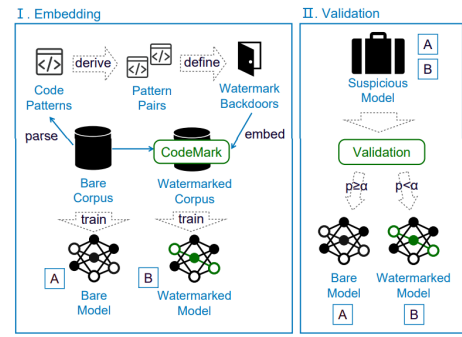 I. Embedding
derive
define
Code
Patterns
Pattern
Pairs
Watermark
Backdoors
parse
CodeMark
embed
Bare
Corpus
Watermarked
Corpus
train
train
A
B
Bare
Model
Watermarked
Model
II. Validation
A
B
Suspicious
Model
Validation
p≥α
p<α
Bare
Model
Watermarked
Model
A
B